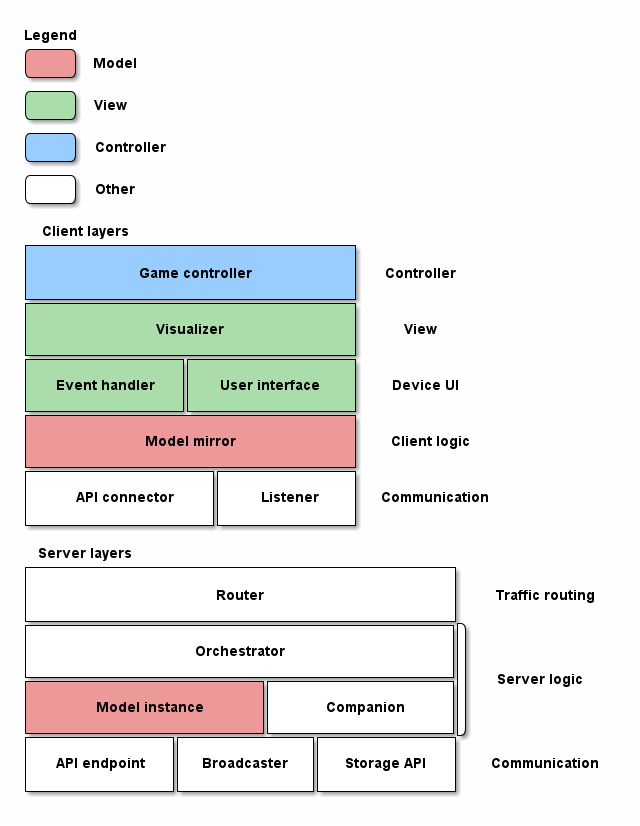 Legend
Model
View
Controller
Other
Client layers
Game controller
Controller
Visualizer
View
Event handler
User interface
Device UI
Model mirror
Client logic
API connector
Listener
Communication
Server layers
Router
Traffic routing
Orchestrator
Server logic
Model instance
Companion
API endpoint
Broadcaster
Storage API
Communication